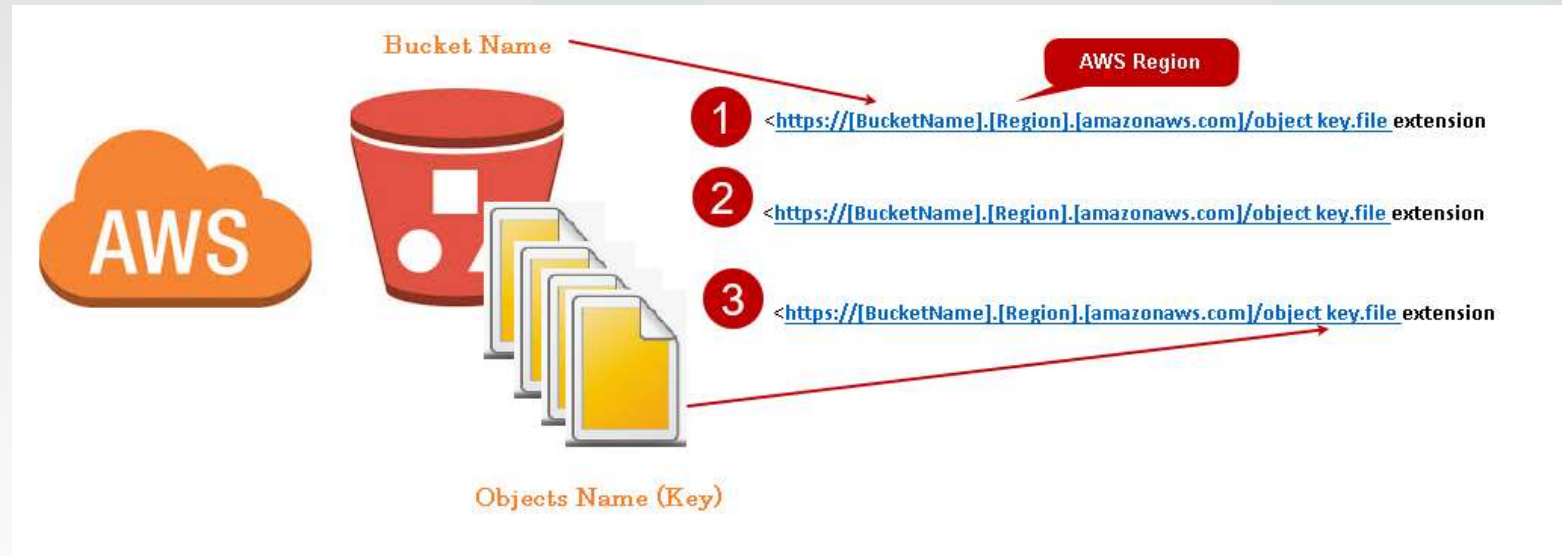 Bucket Name
AWS Region
AWS
1
<https://[BucketName].[Region].[amazonaws.com]/object key.file extension
2
<https://[BucketName].[Region].[amazonaws.com]/object key.file extension
3
<https://[BucketName].[Region].[amazonaws.com]/object key.file extension
Objects Name (Key)